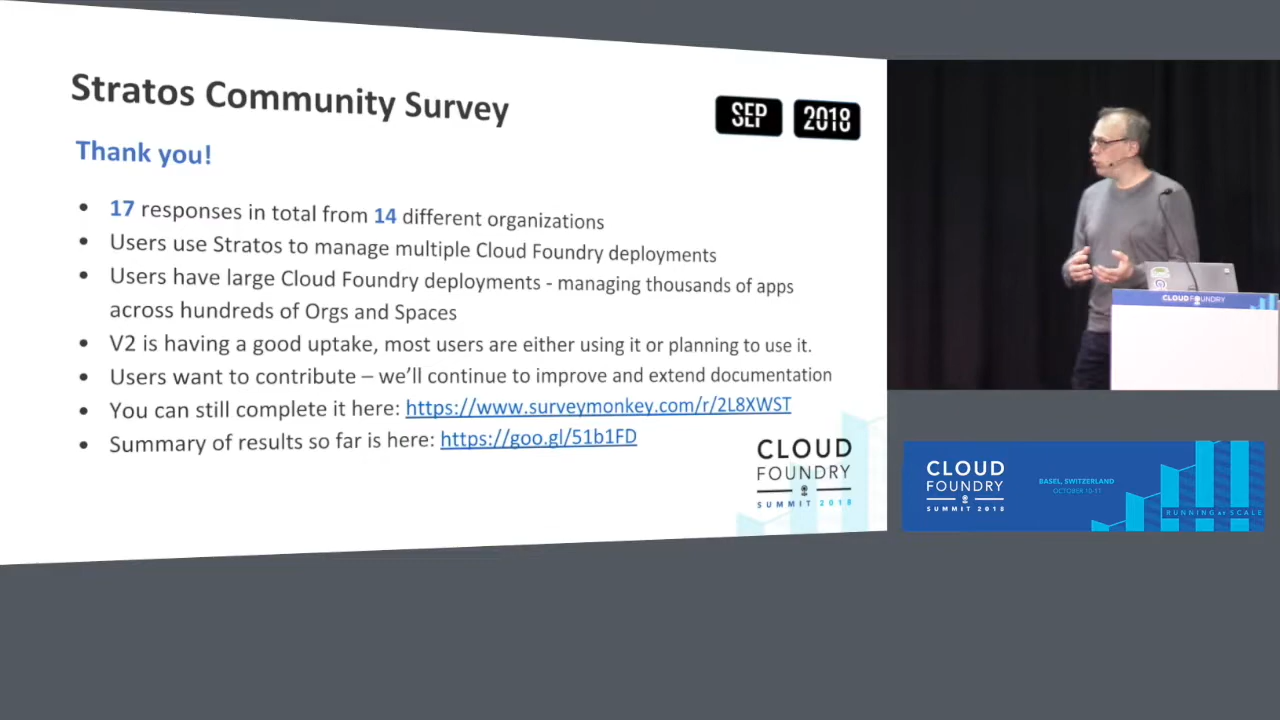 Stratos Community Survey
SEP 2018
Thank you!
• 17 responses in total from 14 different organizations
• Users use Stratos to manage multiple Cloud Foundry deployments
• Users have large Cloud Foundry deployments - managing thousands of apps
across hundreds of Orgs and Spaces
• V2 is having a good uptake, most users are either using it or planning to use it.
• Users want to contribute – we'll continue to improve and extend documentation
• You can still complete it here: https://www.surveymonkey.com/r/2L8XWST
• Summary of results so far is here: https://goo.gl/51b1FD
CLOUD
FOUNDRY
SUMMIT 2018
CLOUD FOUNDRY
CLOUD
FOUNDRY
SUMMIT 2018
BASEL, SWITZERLAND
OCTOBER 10-11
RUNNING AT SCALE